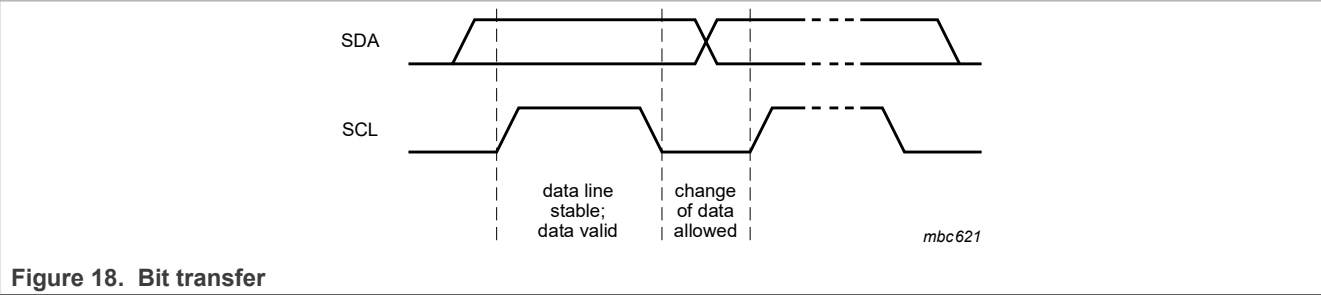 SDA
SCL
data line
stable;
data valid
change
of data
allowed
mbc621
Figure 18. Bit transfer